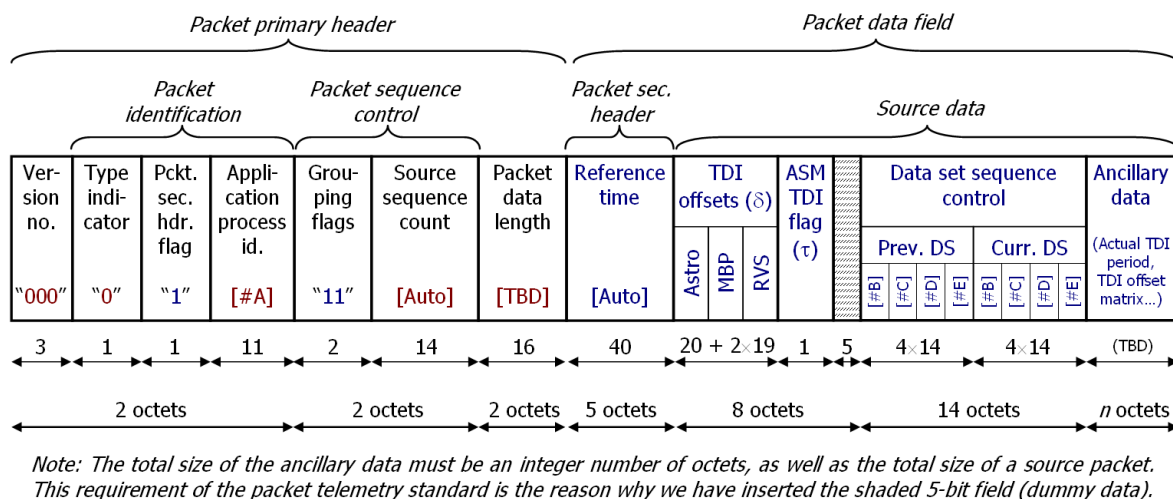 Packet primary header
Packet data field
Packet identification
Packet sequence control
Packet sec. header
Source data
Ver-
sion
no.
"000"
Type
indi-
cator
"0"
Pckt.
sec.
hdr.
flag
"1"
Appli-
cation
process
id.
[#A]
Grou-
ping
flags
"11"
Source
sequence
count
[Auto]
Packet
data
length
[TBD]
Reference
time
[Auto]
TDI
offsets (δ)
Astro
MBP
RVS
ASM
TDI
flag
(τ)
Data set sequence
control
Prev. DS
Curr. DS
[#B]
[#C]
[#D]
[#E]
[#B]
[#C]
[#D]
[#E]
Ancillary
data
(Actual TDI
period,
TDI offset
matrix...)
3
1
1
11
2
14
16
40
20 + 2×19
1
5
4×14
4×14
(TBD)
2 octets
2 octets
2 octets
5 octets
8 octets
14 octets
n octets
Note: The total size of the ancillary data must be an integer number of octets, as well as the total size of a source packet.
This requirement of the packet telemetry standard is the reason why we have inserted the shaded 5-bit field (dummy data).